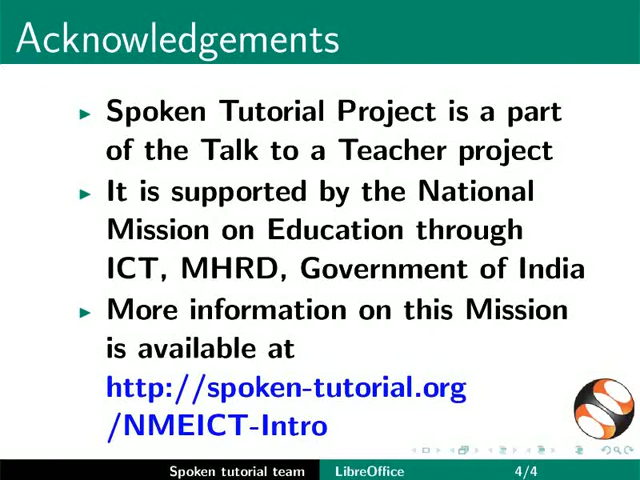 Acknowledgements
Spoken Tutorial Project is a part
of the Talk to a Teacher project
It is supported by the National
Mission on Education through
ICT, MHRD, Government of India
More information on this Mission
is available at
http://spoken-tutorial.org
/NMEICT-Intro
Spoken tutorial team LibreOffice 4/4